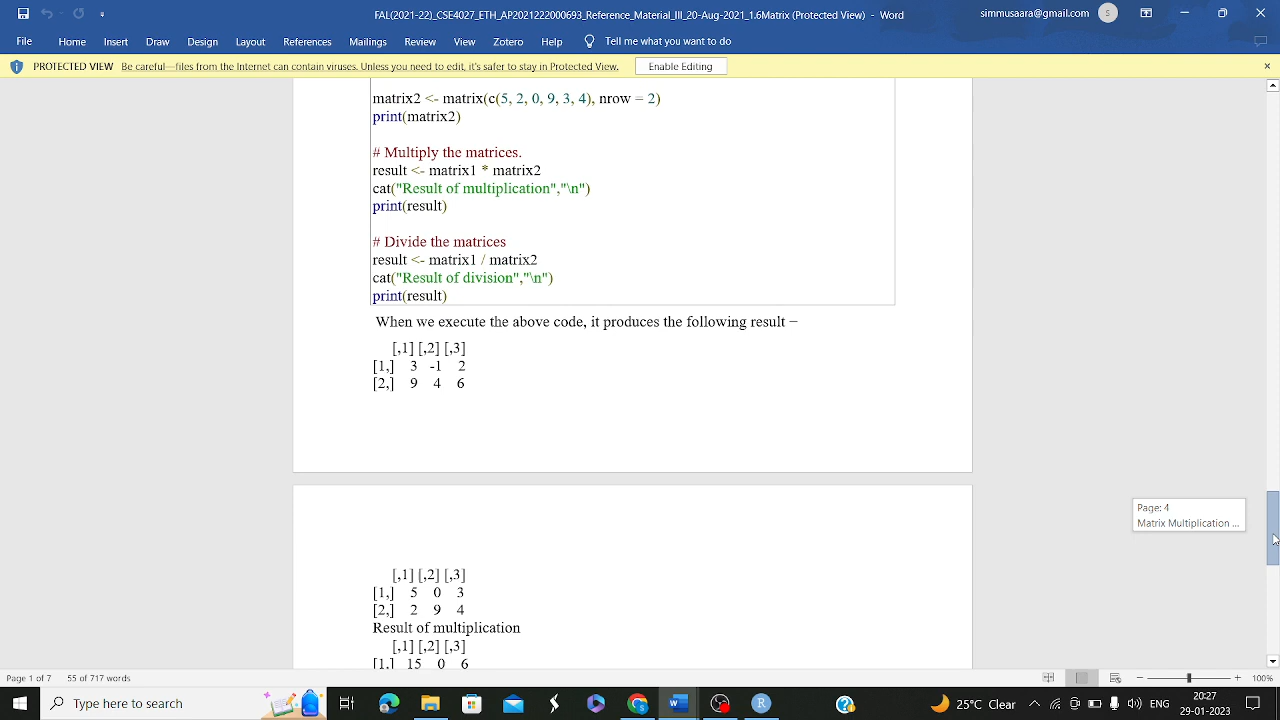 FAL(2021-22)_CSE4027_ETH_AP2021222000693_Reference_Material_III_20-Aug-2021_1.6Matrix (Protected View) - Word
simmusaara@gmail.com
S
File Home Insert Draw Design Layout References Mailings Review View Zotero Help Tell me what you want to do
PROTECTED VIEW Be careful—files from the Internet can contain viruses. Unless you need to edit, it's safer to stay in Protected View. Enable Editing
matrix2 <- matrix(c(5, 2, 0, 9, 3, 4), nrow = 2)
print(matrix2)
# Multiply the matrices.
result <- matrix1 * matrix2
cat("Result of multiplication","\n")
print(result)
# Divide the matrices
result <- matrix1 / matrix2
cat("Result of division","\n")
print(result)
When we execute the above code, it produces the following result −
[,1] [,2] [,3]
[1,] 3 -1 2
[2,] 9 4 6
Page: 4
Matrix Multiplication ...
[,1] [,2] [,3]
[1,] 5 0 3
[2,] 2 9 4
Result of multiplication
[,1] [,2] [,3]
[1,] 15 0 6
Page 1 of 7 55 of 717 words 100%
Type here to search
25°C Clear ENG 20:27
29-01-2023